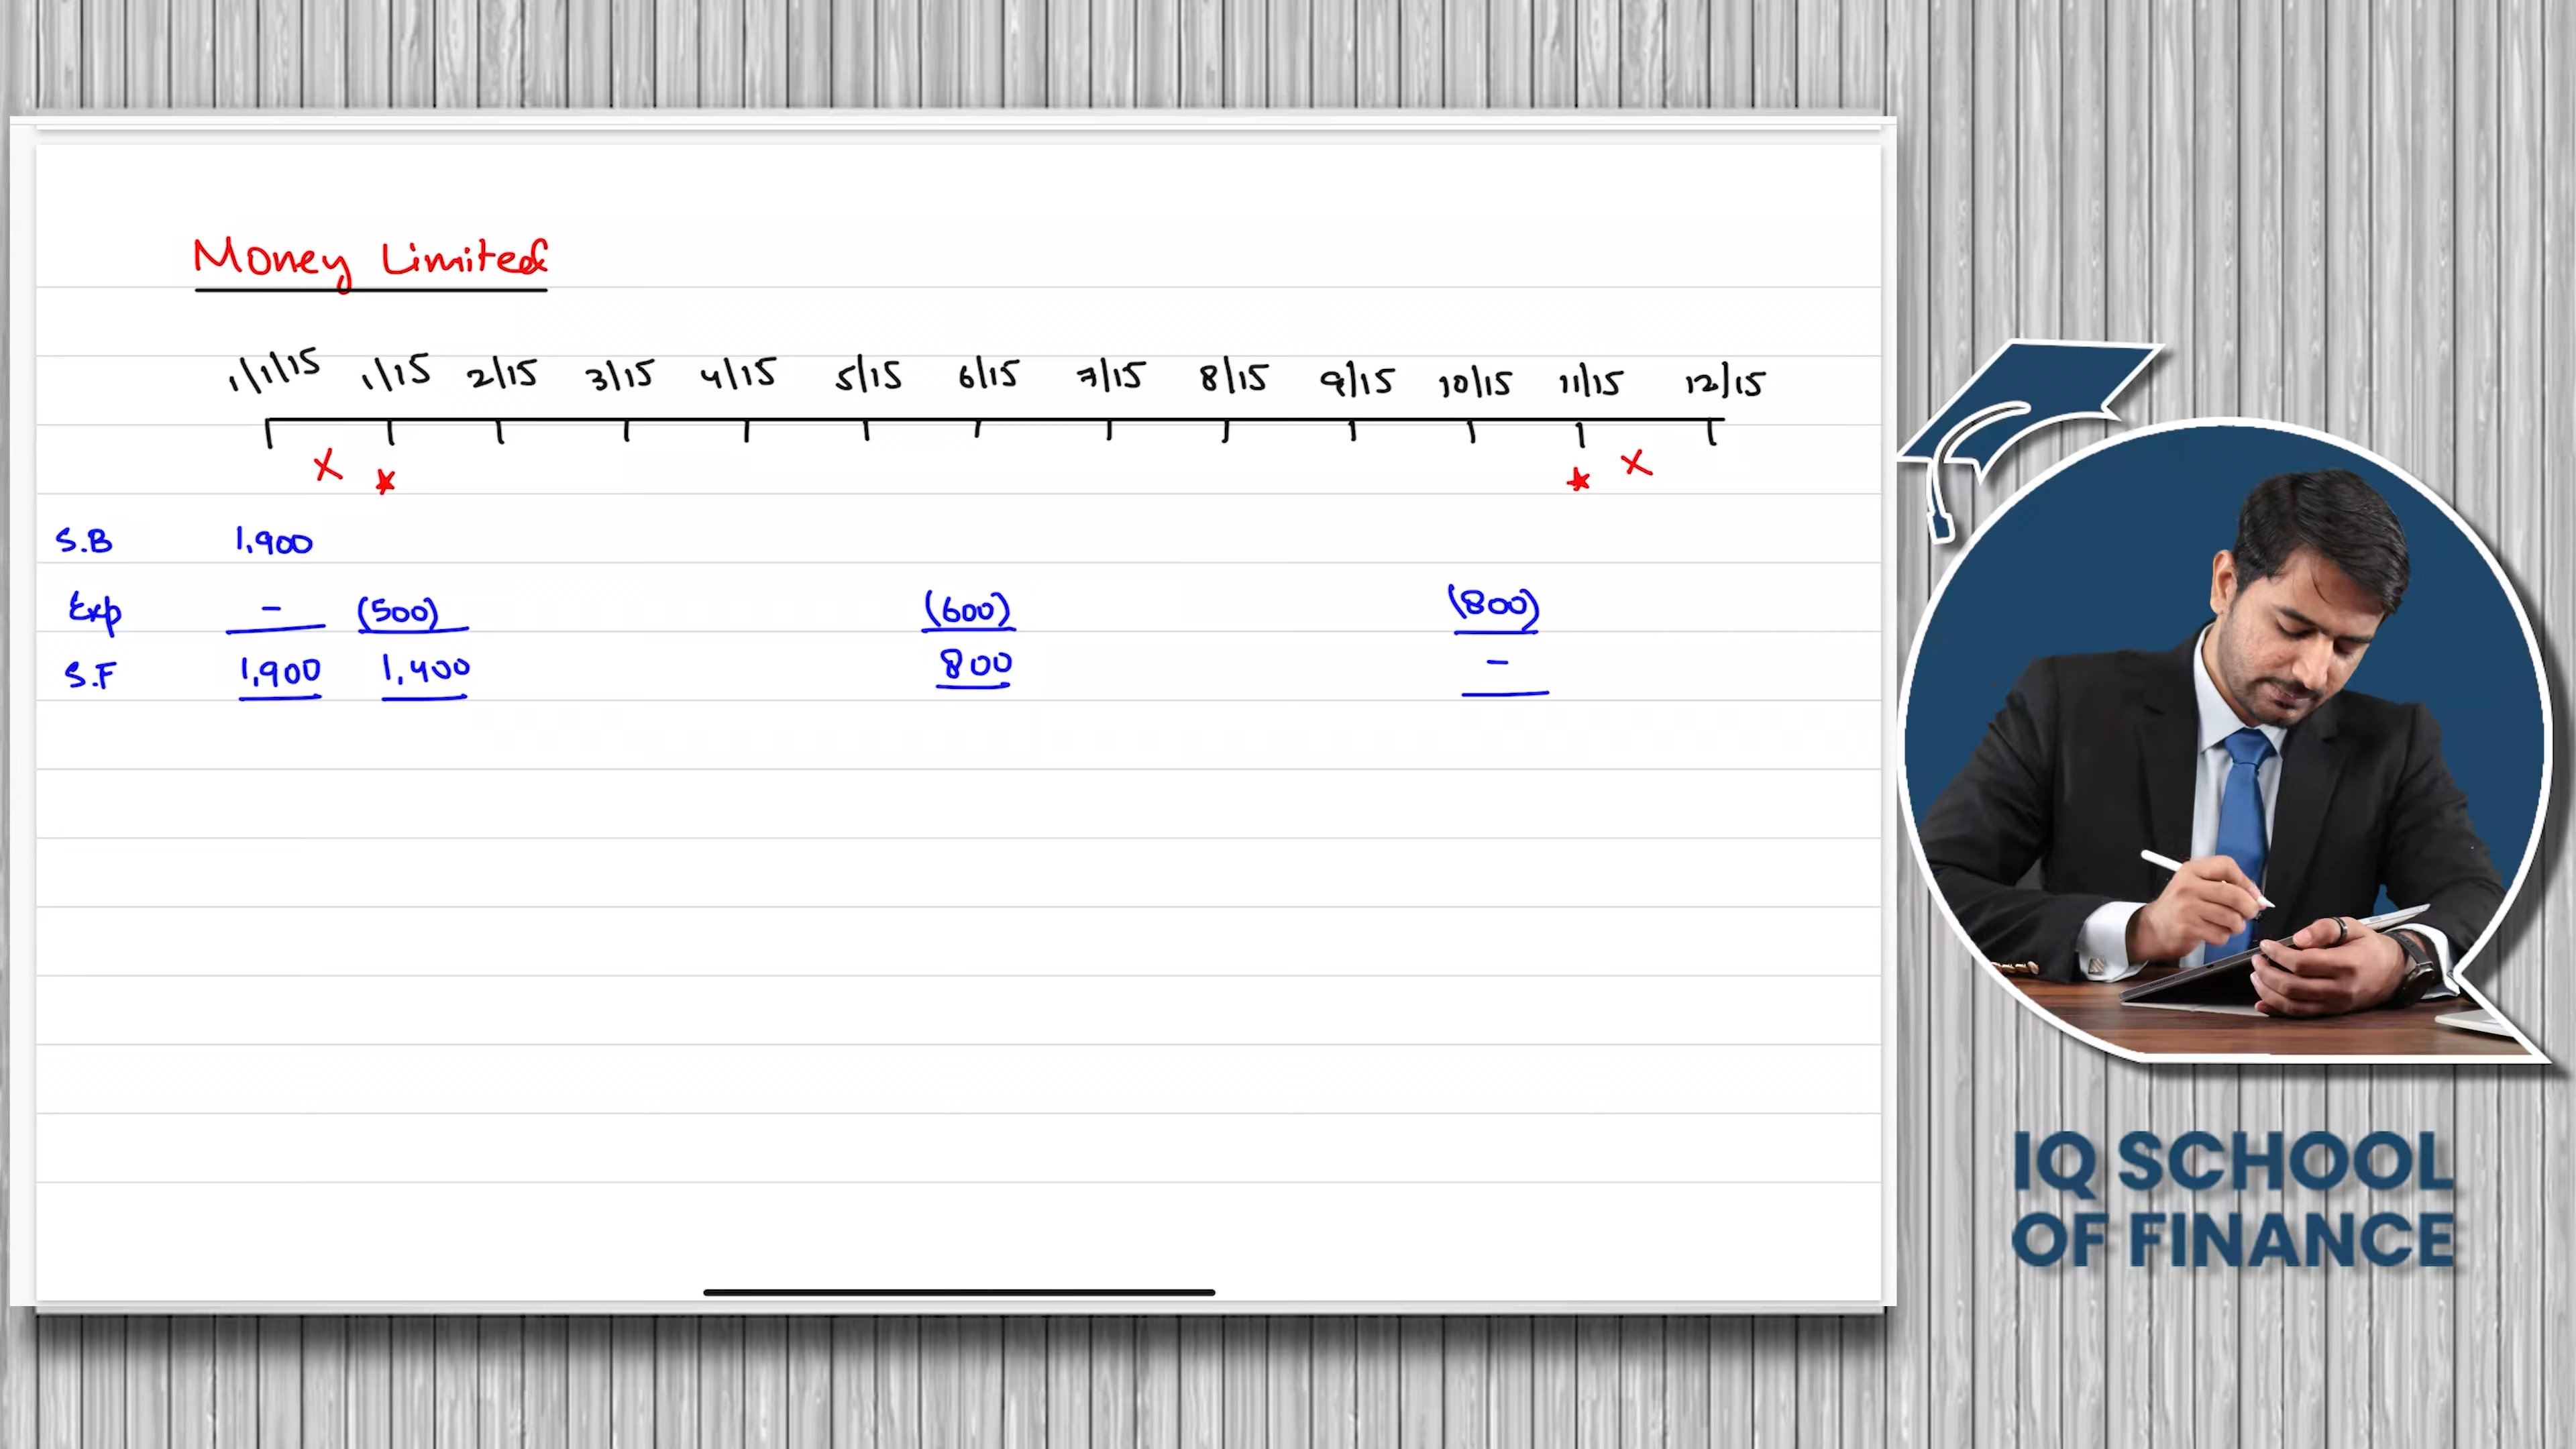 Money Limited
1/1/15 1/15 2/15 3/15 4/15 5/15 6/15 7/15 8/15 9/15 10/15 11/15 12/15
S.B 1,900
Exp - (500) (600) (800)
S.F 1,900 1,400 800 -
IQ SCHOOL
OF FINANCE